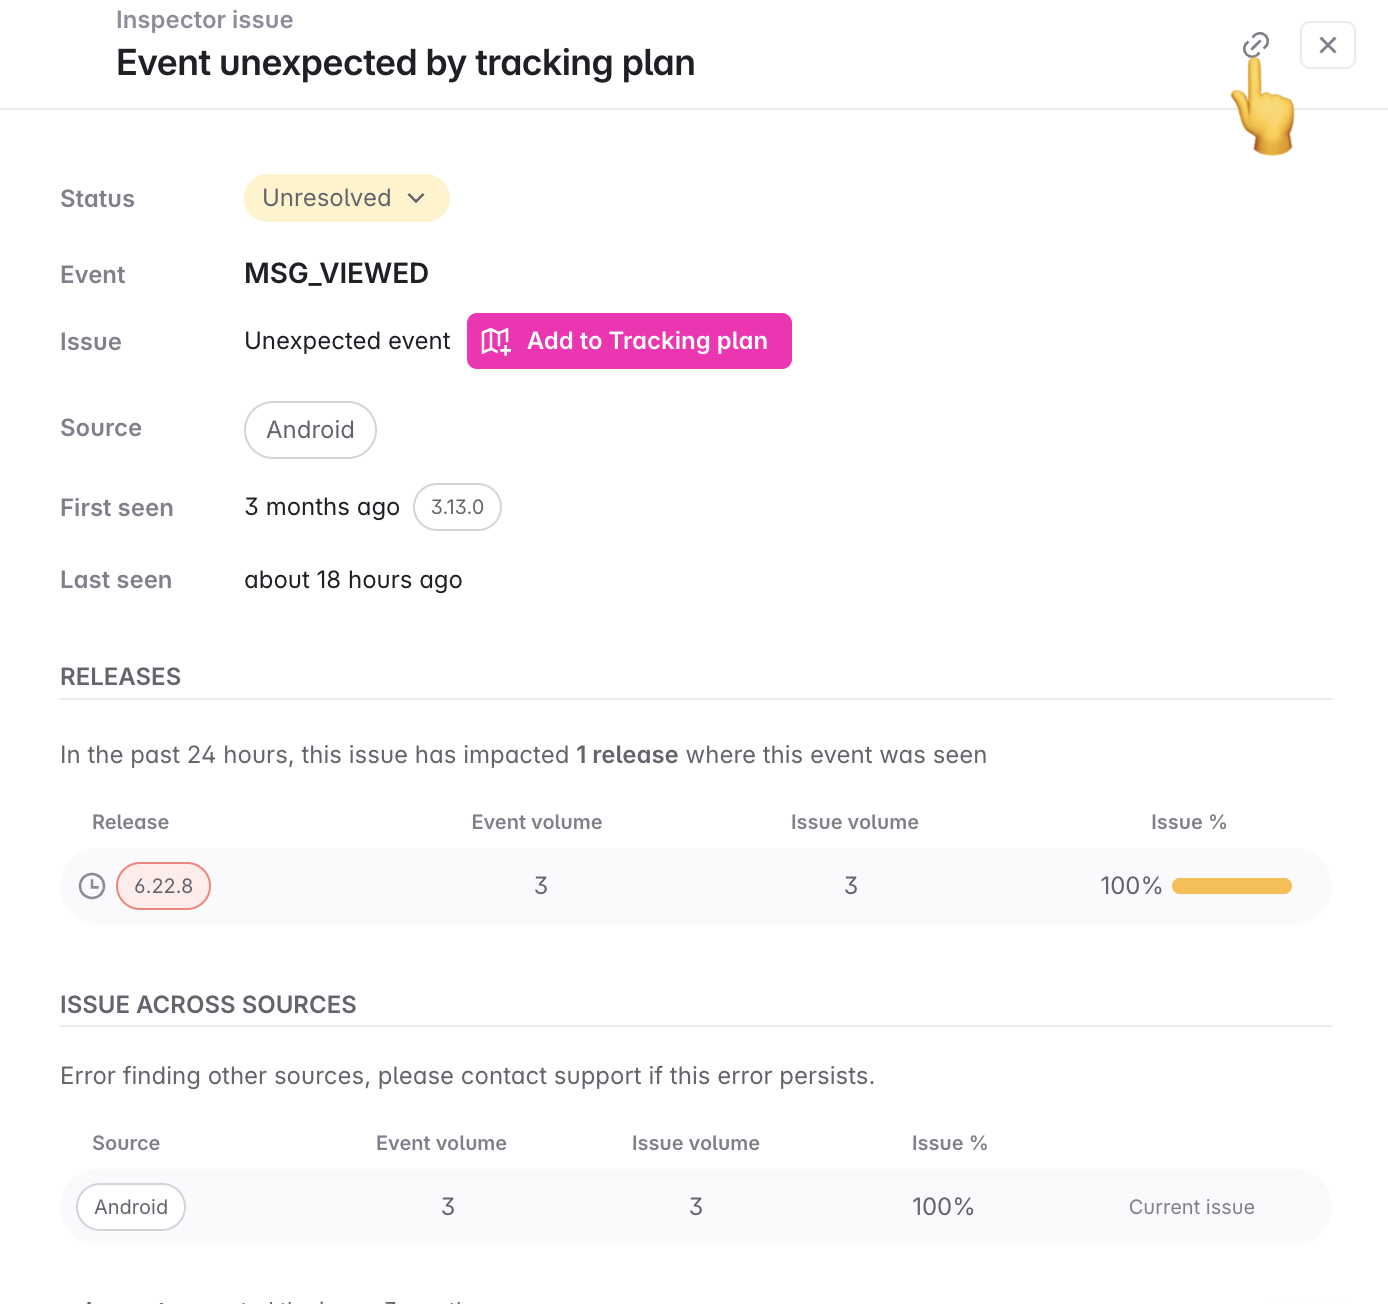 Inspector issue
Event unexpected by tracking plan
Status Unresolved
Event MSG_VIEWED
Issue Unexpected event Add to Tracking plan
Source Android
First seen 3 months ago 3.13.0
Last seen about 18 hours ago
RELEASES
In the past 24 hours, this issue has impacted 1 release where this event was seen
Release Event volume Issue volume Issue %
6.22.8 3 3 100%
ISSUE ACROSS SOURCES
Error finding other sources, please contact support if this error persists.
Source Event volume Issue volume Issue %
Android 3 3 100% Current issue